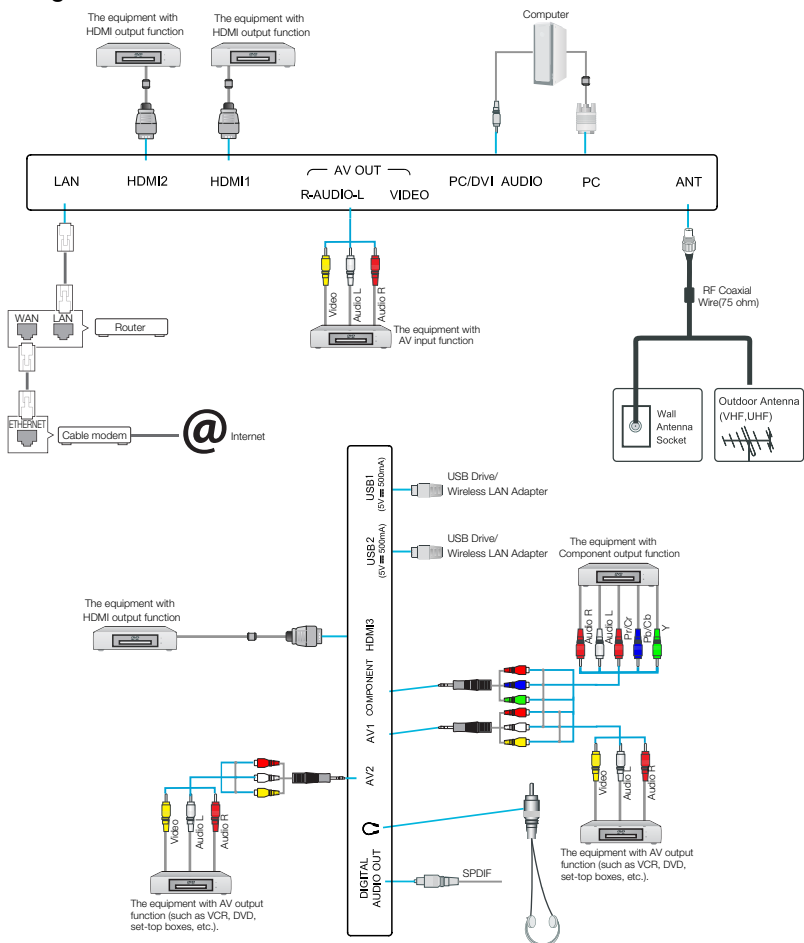 The equipment with
HDMI output function
The equipment with
HDMI output function
Computer
LAN
HDMI2
HDMI1
AV OUT
R-AUDIO-L
VIDEO
PC/DVI AUDIO
PC
ANT
Video
Audio L
Audio R
The equipment with
AV input function
RF Coaxial
Wire(75 ohm)
WAN
LAN
Router
ETHERNET
Cable modem
@
Internet
Wall
Antenna
Socket
Outdoor Antenna
(VHF,UHF)
USB1
(5V⎓500mA)
USB Drive/
Wireless LAN Adapter
USB2
(5V⎓500mA)
USB Drive/
Wireless LAN Adapter
The equipment with
Component output function
Audio R
Audio L
Pr/Cr
Pb/Cb
Y
The equipment with
HDMI output function
HDMI3
COMPONENT
AV1
AV2
Video
Audio L
Audio R
The equipment with AV output
function (such as VCR, DVD,
set-top boxes, etc.).
Video
Audio L
Audio R
The equipment with AV output
function (such as VCR, DVD,
set-top boxes, etc.).
DIGITAL
AUDIO OUT
SPDIF